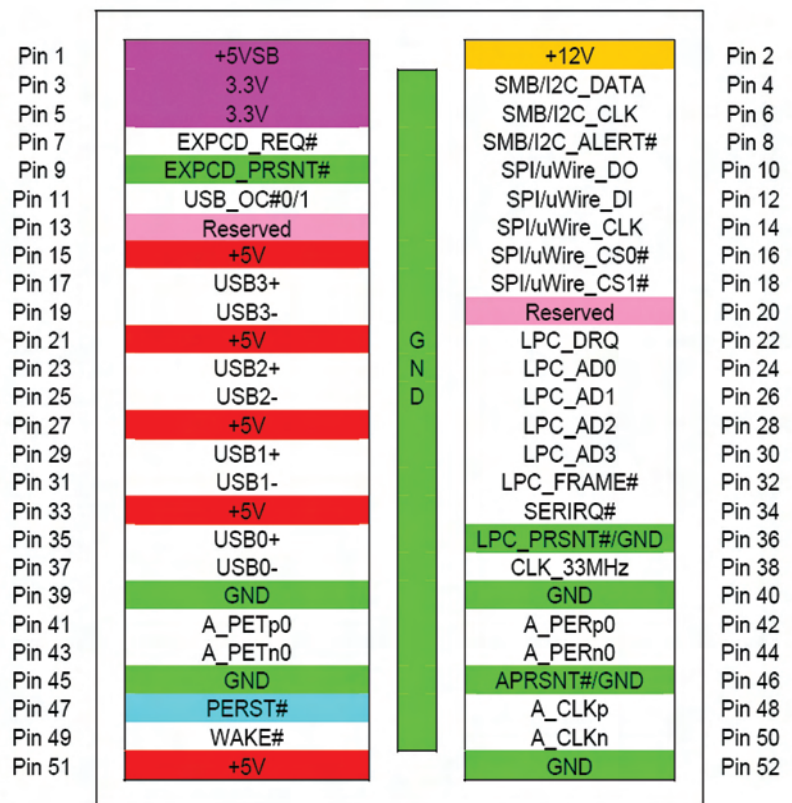 Pin 1 +5VSB +12V Pin 2
Pin 3 3.3V SMB/I2C_DATA Pin 4
Pin 5 3.3V SMB/I2C_CLK Pin 6
Pin 7 EXPCD_REQ# SMB/I2C_ALERT# Pin 8
Pin 9 EXPCD_PRSNT# SPI/uWire_DO Pin 10
Pin 11 USB_OC#0/1 SPI/uWire_DI Pin 12
Pin 13 Reserved SPI/uWire_CLK Pin 14
Pin 15 +5V SPI/uWire_CS0# Pin 16
Pin 17 USB3+ SPI/uWire_CS1# Pin 18
Pin 19 USB3- Reserved Pin 20
Pin 21 +5V G LPC_DRQ Pin 22
Pin 23 USB2+ N LPC_AD0 Pin 24
Pin 25 USB2- D LPC_AD1 Pin 26
Pin 27 +5V LPC_AD2 Pin 28
Pin 29 USB1+ LPC_AD3 Pin 30
Pin 31 USB1- LPC_FRAME# Pin 32
Pin 33 +5V SERIRQ# Pin 34
Pin 35 USB0+ LPC_PRSNT#/GND Pin 36
Pin 37 USB0- CLK_33MHz Pin 38
Pin 39 GND GND Pin 40
Pin 41 A_PETp0 A_PERp0 Pin 42
Pin 43 A_PETn0 A_PERn0 Pin 44
Pin 45 GND APRSNT#/GND Pin 46
Pin 47 PERST# A_CLKp Pin 48
Pin 49 WAKE# A_CLKn Pin 50
Pin 51 +5V GND Pin 52